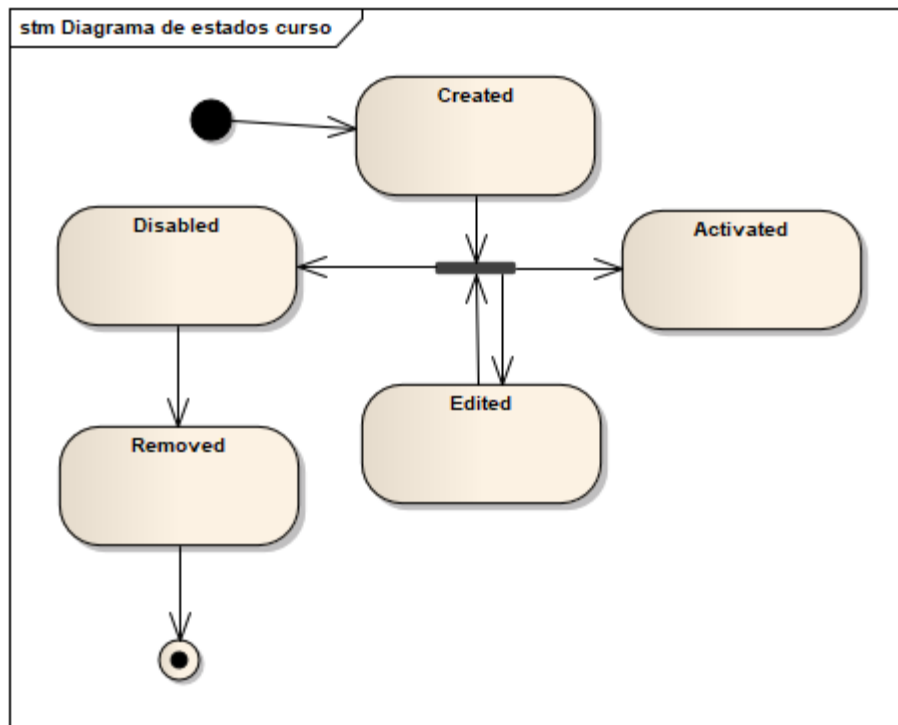 stm Diagrama de estados curso
Created
Disabled
Activated
Edited
Removed